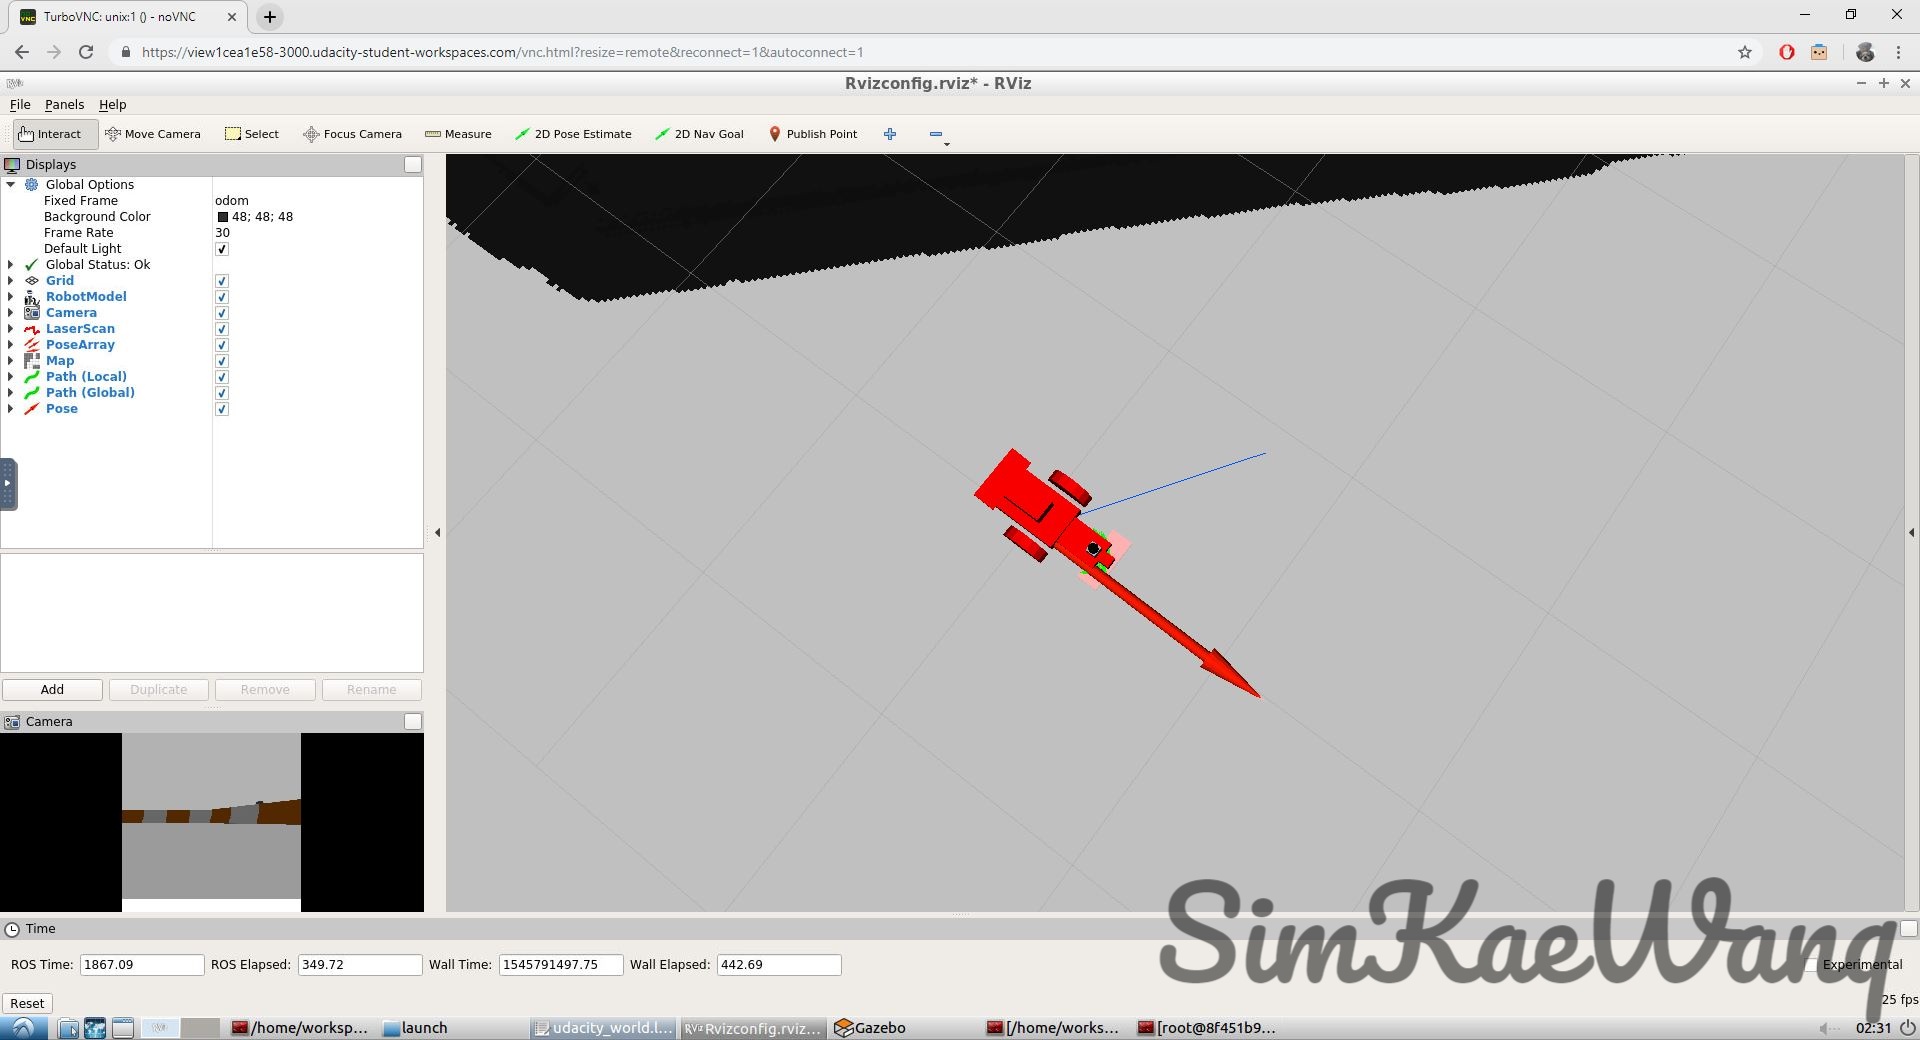 TurboVNC: unix:1 () - noVNC
https://view1cea1e58-3000.udacity-student-workspaces.com/vnc.html?resize=remote&reconnect=1&autoconnect=1
Rvizconfig.rviz* - RViz
File Panels Help
Interact Move Camera Select Focus Camera Measure 2D Pose Estimate 2D Nav Goal Publish Point
Displays
Global Options
Fixed Frame odom
Background Color 48; 48; 48
Frame Rate 30
Default Light
Global Status: Ok
Grid
RobotModel
Camera
LaserScan
PoseArray
Map
Path (Local)
Path (Global)
Pose
Add Duplicate Remove Rename
Camera
Time
ROS Time: 1867.09 ROS Elapsed: 349.72 Wall Time: 1545791497.75 Wall Elapsed: 442.69 Experimental
SimKaeWang
Reset 25 fps
/home/worksp... launch udacity_world.l... Rvizconfig.rviz... Gazebo [/home/works... [root@8f451b9... 02:31